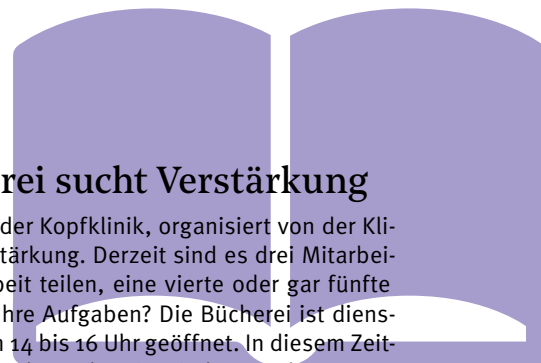 rei sucht Verstärkung
der Kopfklinik, organisiert von der Kli-
tärkung. Derzeit sind es drei Mitarbei-
beit teilen, eine vierte oder gar fünfte
hre Aufgaben? Die Bücherei ist diens-
n 14 bis 16 Uhr geöffnet. In diesem Zeit-